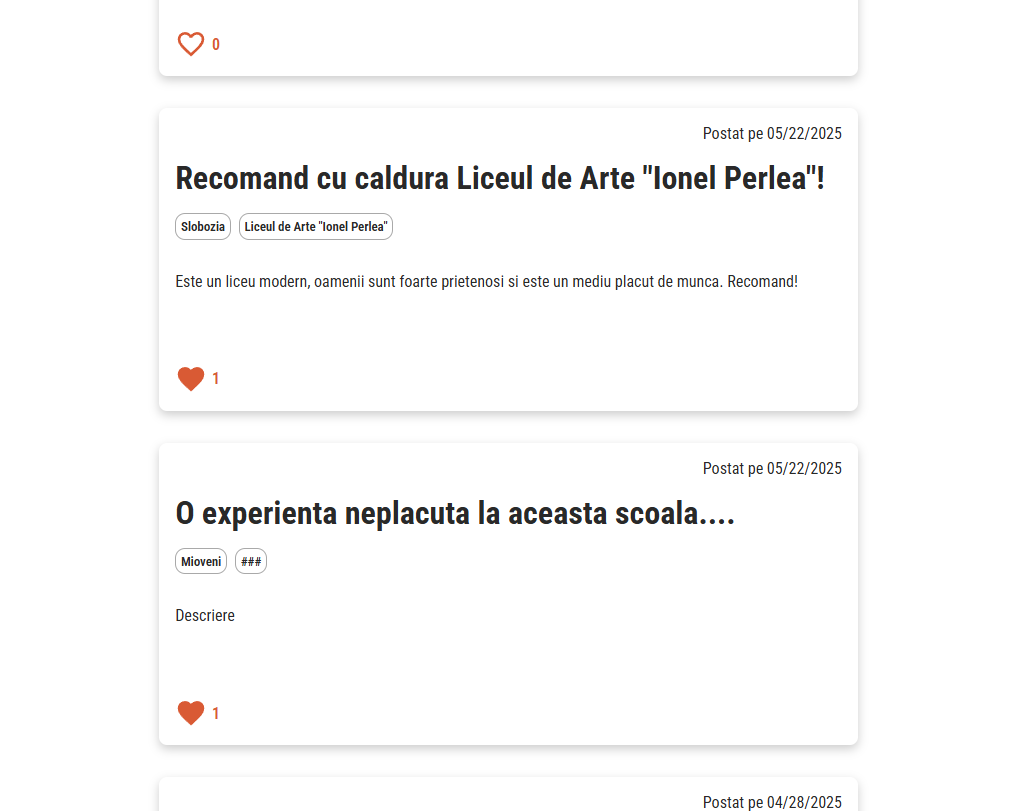 0
Postat pe 05/22/2025
Recomand cu caldura Liceul de Arte "Ionel Perlea"!
Slobozia Liceul de Arte "Ionel Perlea"
Este un liceu modern, oamenii sunt foarte prietenosi si este un mediu placut de munca. Recomand!
1
Postat pe 05/22/2025
O experienta neplacuta la aceasta scoala....
Mioveni ###
Descriere
1
Postat pe 04/28/2025